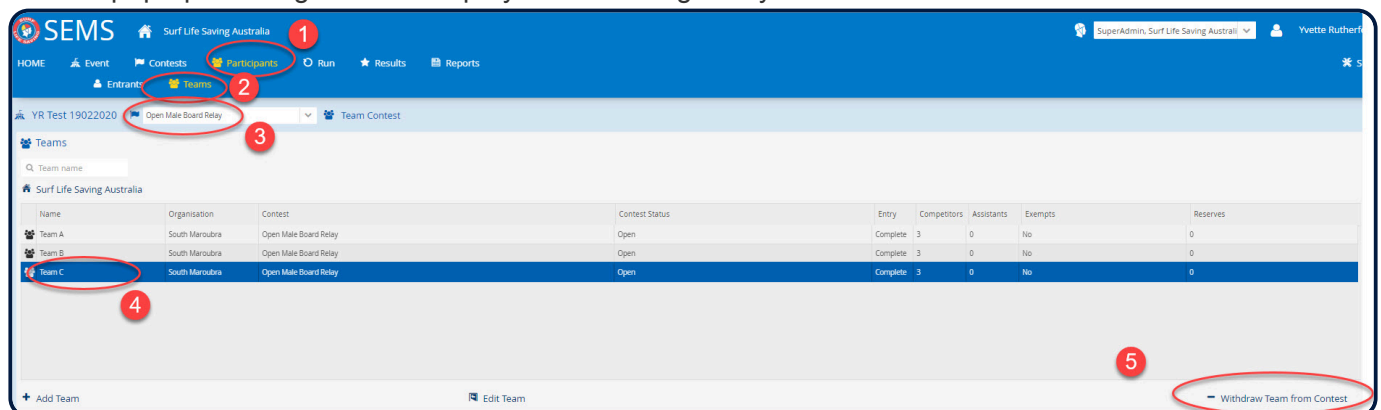 SEMS Surf Life Saving Australia 1 SuperAdmin, Surf Life Saving Australi Yvette Rutherf
HOME Event Contests Participants Run Results Reports S
Entrants Teams 2
YR Test 19022020 Open Male Board Relay Team Contest
3
Teams
Team name
Surf Life Saving Australia
Name Organisation Contest Contest Status Entry Competitors Assistants Exempts Reserves
Team A South Maroubra Open Male Board Relay Open Complete 3 0 No 0
Team B South Maroubra Open Male Board Relay Open Complete 3 0 No 0
Team C South Maroubra Open Male Board Relay Open Complete 3 0 No 0
4
5
+ Add Team Edit Team − Withdraw Team from Contest